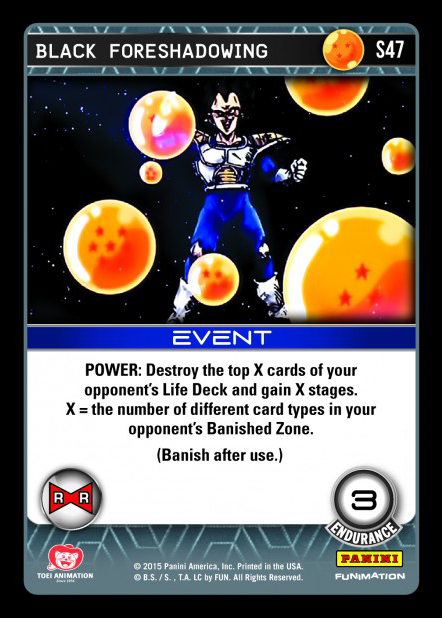 BLACK FORESHADOWING
S47
EVENT
POWER: Destroy the top X cards of your
opponent's Life Deck and gain X stages.
X = the number of different card types in your
opponent's Banished Zone.
(Banish after use.)
R R
3
ENDURANCE
TOEI ANIMATION
Since 1956
© 2015 Panini America, Inc. Printed in the USA.
© B.S./S., T.A. LC by FUN. All Rights Reserved.
PANINI
FUNIMATION